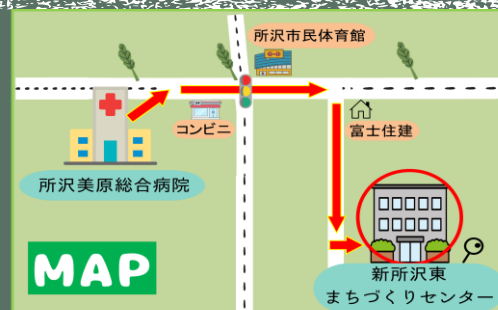 所沢市民体育館
コンビニ
富士住建
所沢美原総合病院
MAP
新所沢東
まちづくりセンター